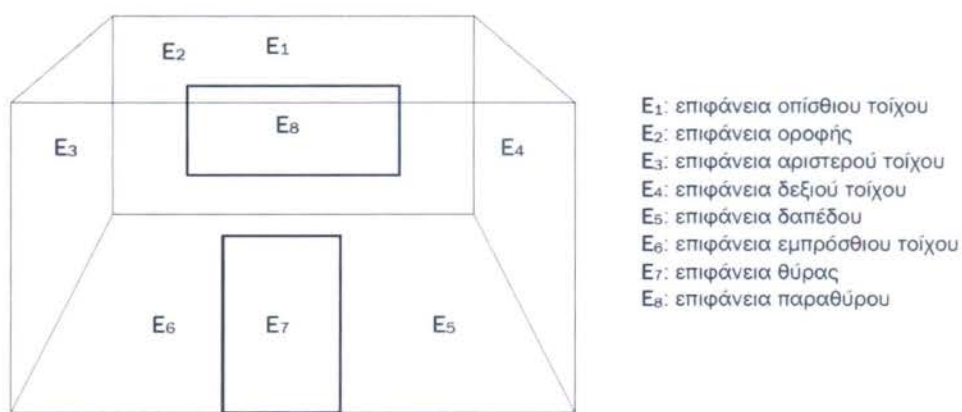 E₂ E₁
E₈
E₃ E₄
E₆ E₇ E₅
E₁: επιφάνεια οπίσθιου τοίχου
E₂: επιφάνεια οροφής
E₃: επιφάνεια αριστερού τοίχου
E₄: επιφάνεια δεξιού τοίχου
E₅: επιφάνεια δαπέδου
E₆: επιφάνεια εμπρόσθιου τοίχου
E₇: επιφάνεια θύρας
E₈: επιφάνεια παραθύρου